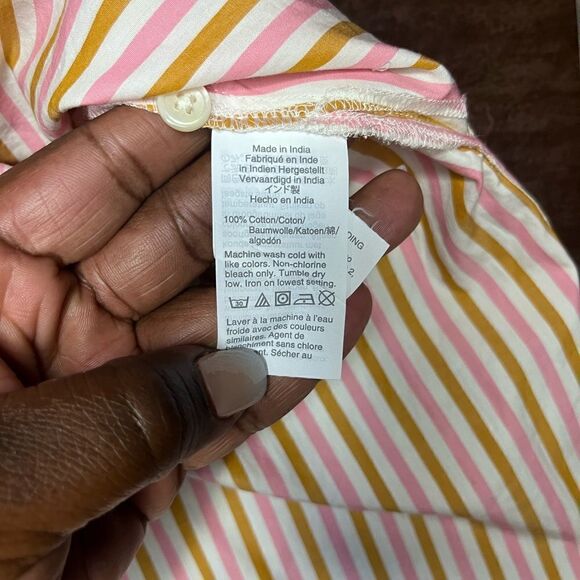 Made in India
Fabriqué en Inde
in Indien Hergestellt
Vervaardigd in India
インド製
Hecho en India
100% Cotton/Coton/
Baumwolle/Katoen/綿/
algodón
Machine wash cold with
like colors. Non-chlorine
bleach only. Tumble dry
low. Iron on lowest setting.
30
Laver à la machine à l'eau
froide avec des couleurs
similaires. Agent de
blanchiment sans chlore
Sécher au
DING
2.